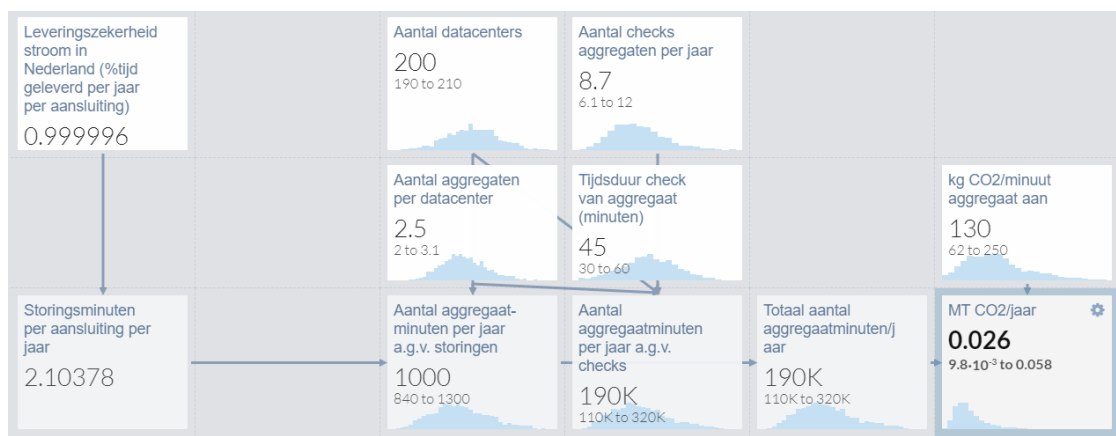 Leveringszekerheid
stroom in
Nederland (%tijd
geleverd per jaar
per aansluiting)
0.999996
Aantal datacenters
200
190 to 210
Aantal checks
aggregaten per jaar
8.7
6.1 to 12
Aantal aggregaten
per datacenter
2.5
2 to 3.1
Tijdsduur check
van aggregaat
(minuten)
45
30 to 60
kg CO2/minuut
aggregaat aan
130
62 to 250
Storingsminuten
per aansluiting per
jaar
2.10378
Aantal aggregaat-
minuten per jaar
a.g.v. storingen
1000
840 to 1300
Aantal
aggregaatminuten
per jaar a.g.v.
checks
190K
110K to 320K
Totaal aantal
aggregaatminuten/j
aar
190K
110K to 320K
MT CO2/jaar
0.026
9.8·10⁻³ to 0.058